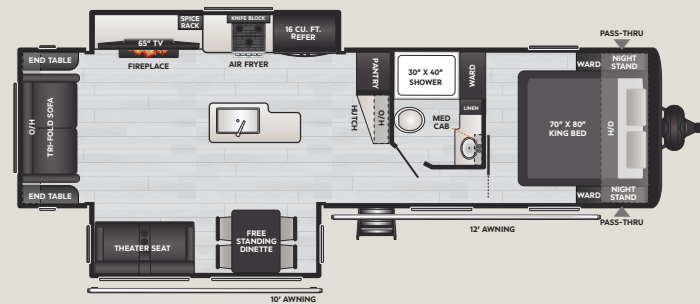 SPICE
RACK
KNIFE BLOCK
16 CU. FT.
REFER
65" TV
FIREPLACE
AIR FRYER
END TABLE
O/H
TRI-FOLD SOFA
END TABLE
PANTRY
HUTCH
O/H
30" X 40"
SHOWER
WARD
LINEN
MED
CAB
PASS-THRU
WARD
NIGHT
STAND
70" X 80"
KING BED
O/H
WARD
NIGHT
STAND
PASS-THRU
THEATER SEAT
FREE
STANDING
DINETTE
12' AWNING
10' AWNING